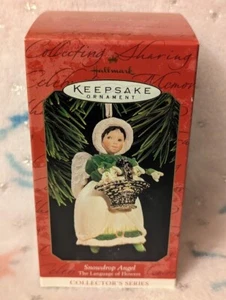 Collecting Sharing
Hallmark
KEEPSAKE
ORNAMENT
Snowdrop Angel
The Language of Flowers
COLLECTOR'S SERIES